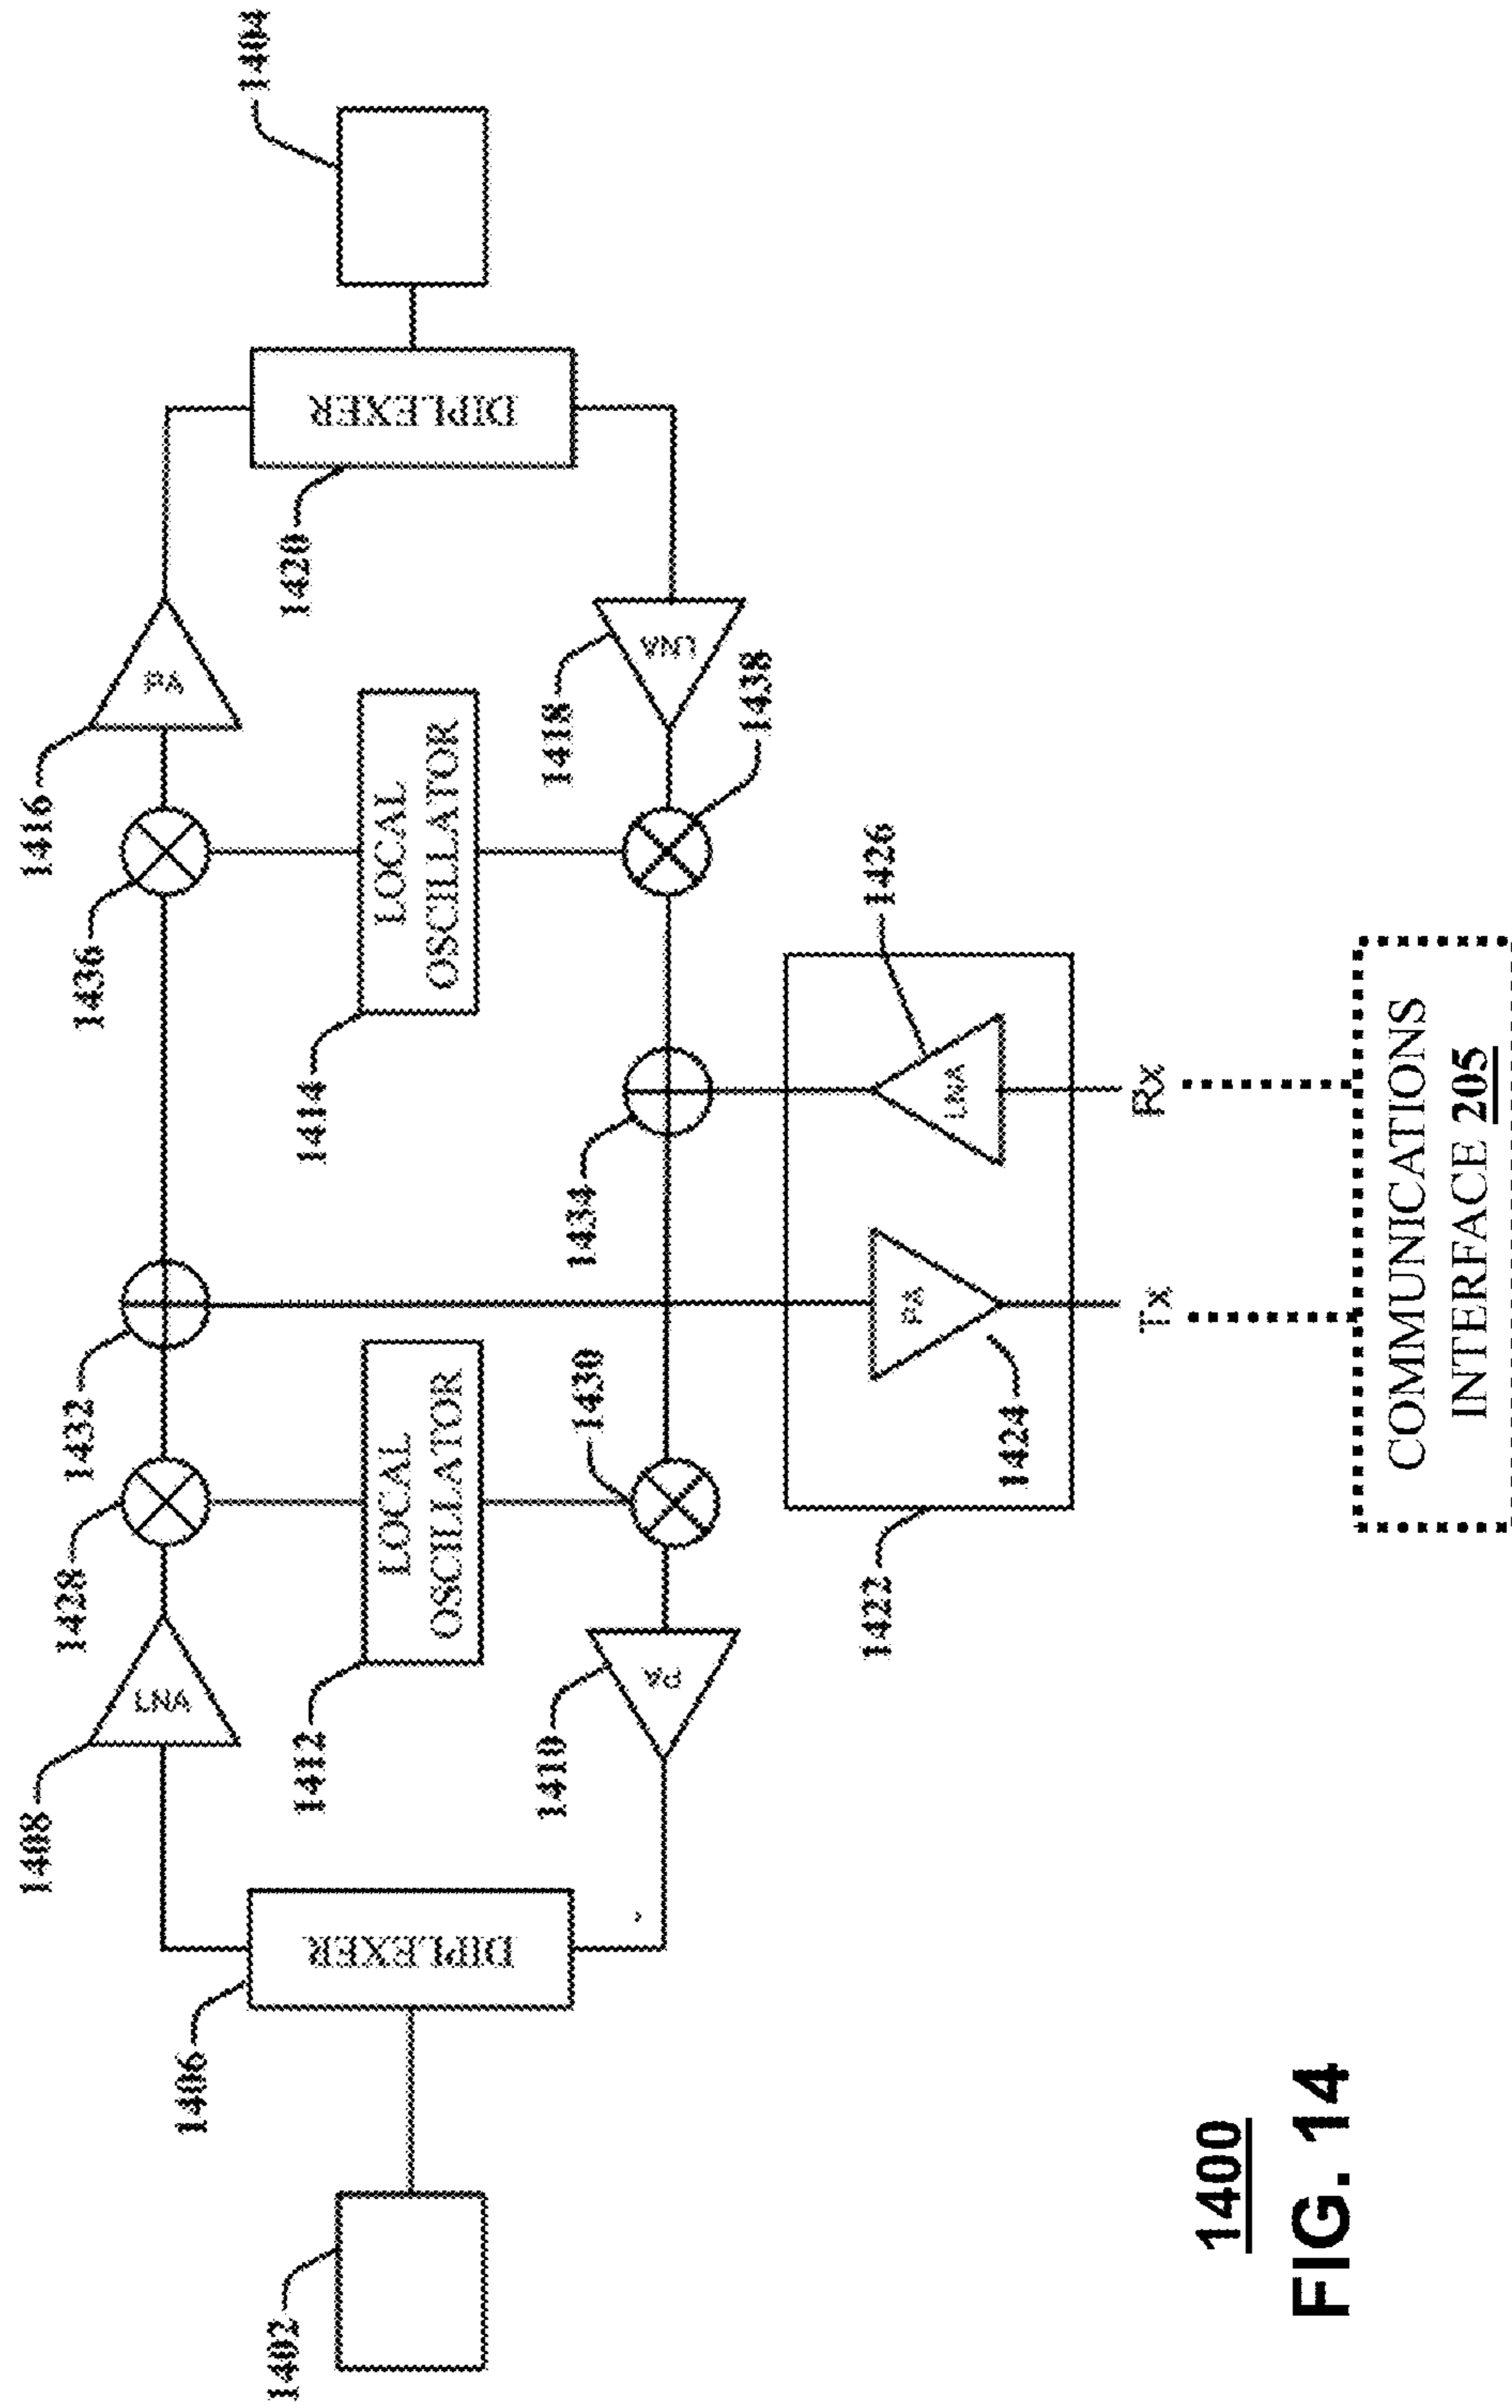 1404
1416
1436
PA
DIPLEXER
1420
1414
LOCAL
OSCILLATOR
1418
LNA
1438
1432
1434
1426
LNA
Rx
1428
1412
LOCAL
OSCILLATOR
1430
PA
1424
Tx
1422
COMMUNICATIONS
INTERFACE 205
1408
LNA
1410
PA
1406
DIPLEXER
1402
1400
FIG. 14